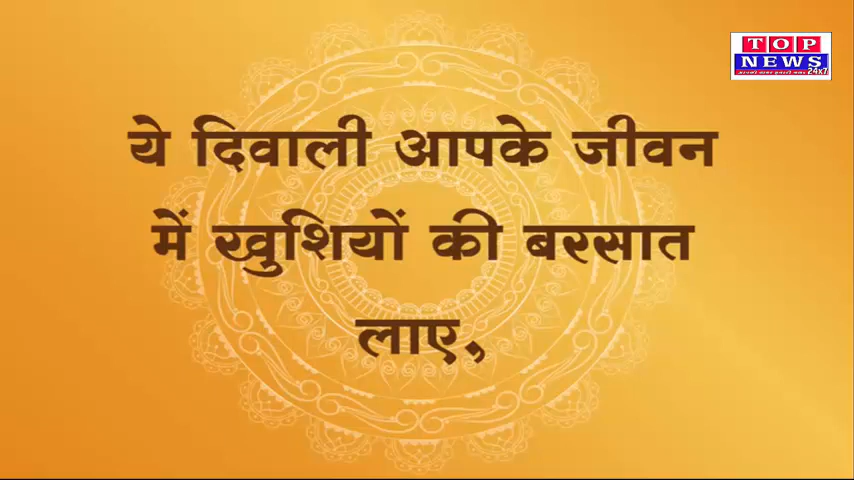 TOP
NEWS
24x7
ये दिवाली आपके जीवन
में खुशियों की बरसात
लाए,